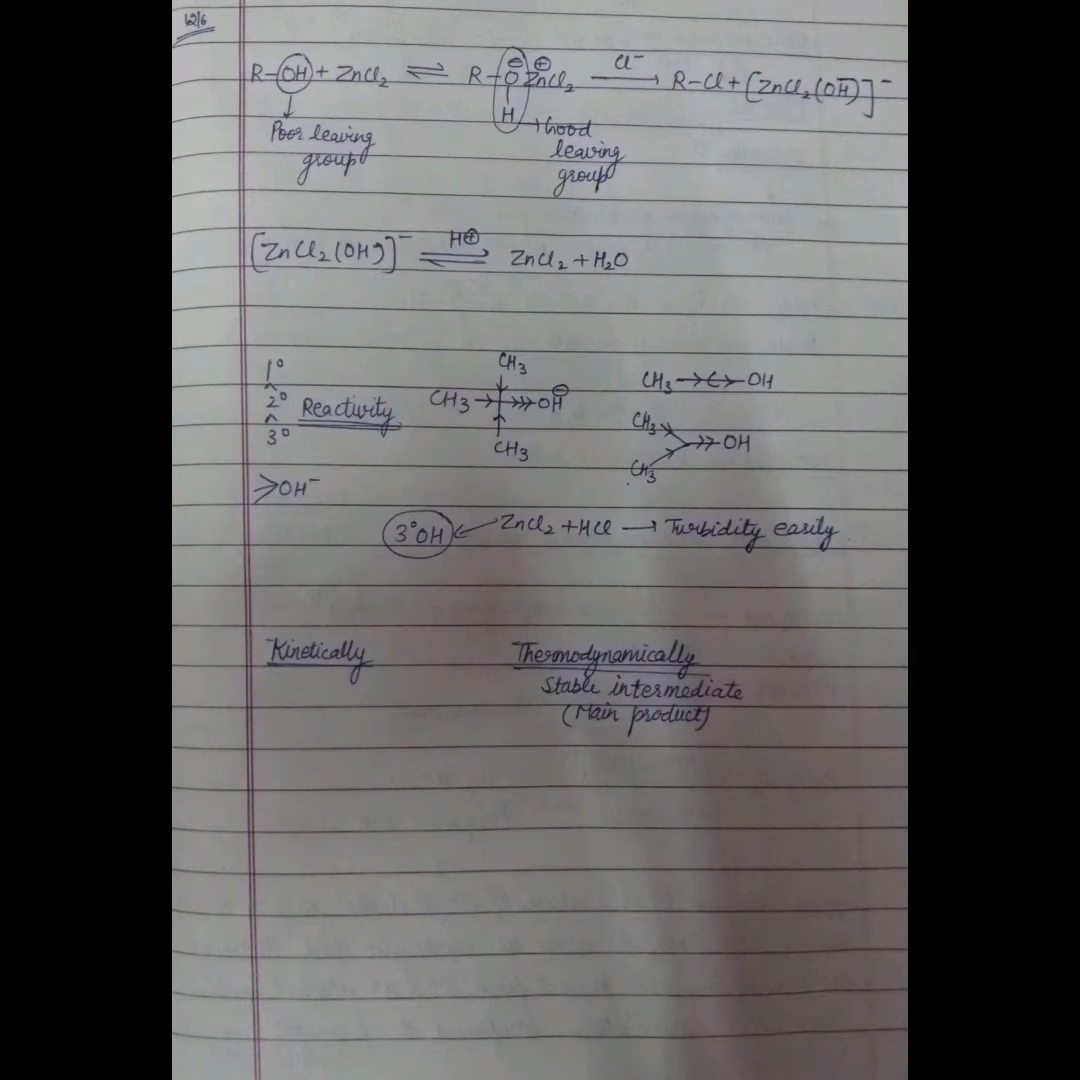 12/6
R-OH + ZnCl₂ ⇌ R-O⊖-ZnCl₂⊕ Cl⁻ → R-Cl + [ZnCl₂(OH)]⁻
H
Poor leaving group
Good leaving group
[ZnCl₂(OH)]⁻ ⇌ H⊕ ZnCl₂ + H₂O
1° < 2° < 3° Reactivity
CH₃
CH₃ OH⊖
CH₃
CH₃ C OH
CH₃
CH₃ OH
>OH⁻
3°OH ← ZnCl₂ + HCl → Turbidity easily
Kinetically
Thermodynamically
Stable intermediate
(Main product)